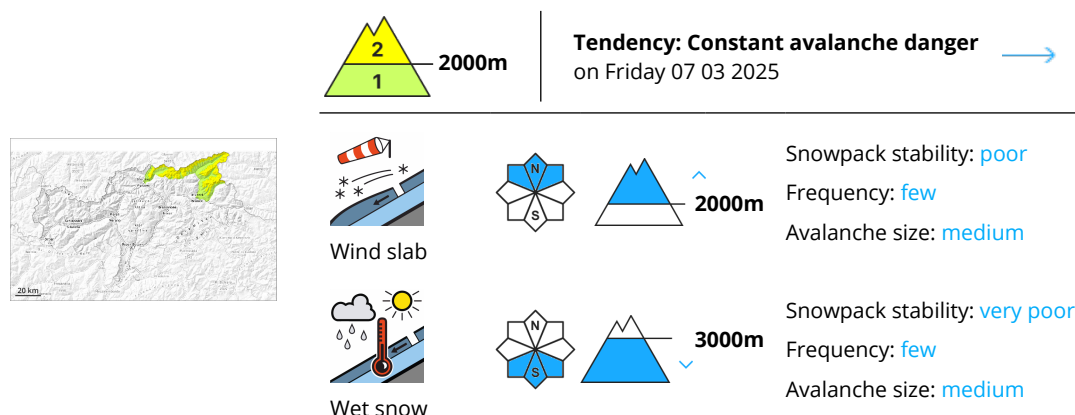 2
1
2000m
Tendency: Constant avalanche danger
on Friday 07 03 2025
20 km
N
S
2000m
Snowpack stability: poor
Frequency: few
Avalanche size: medium
Wind slab
N
S
3000m
Snowpack stability: very poor
Frequency: few
Avalanche size: medium
Wet snow